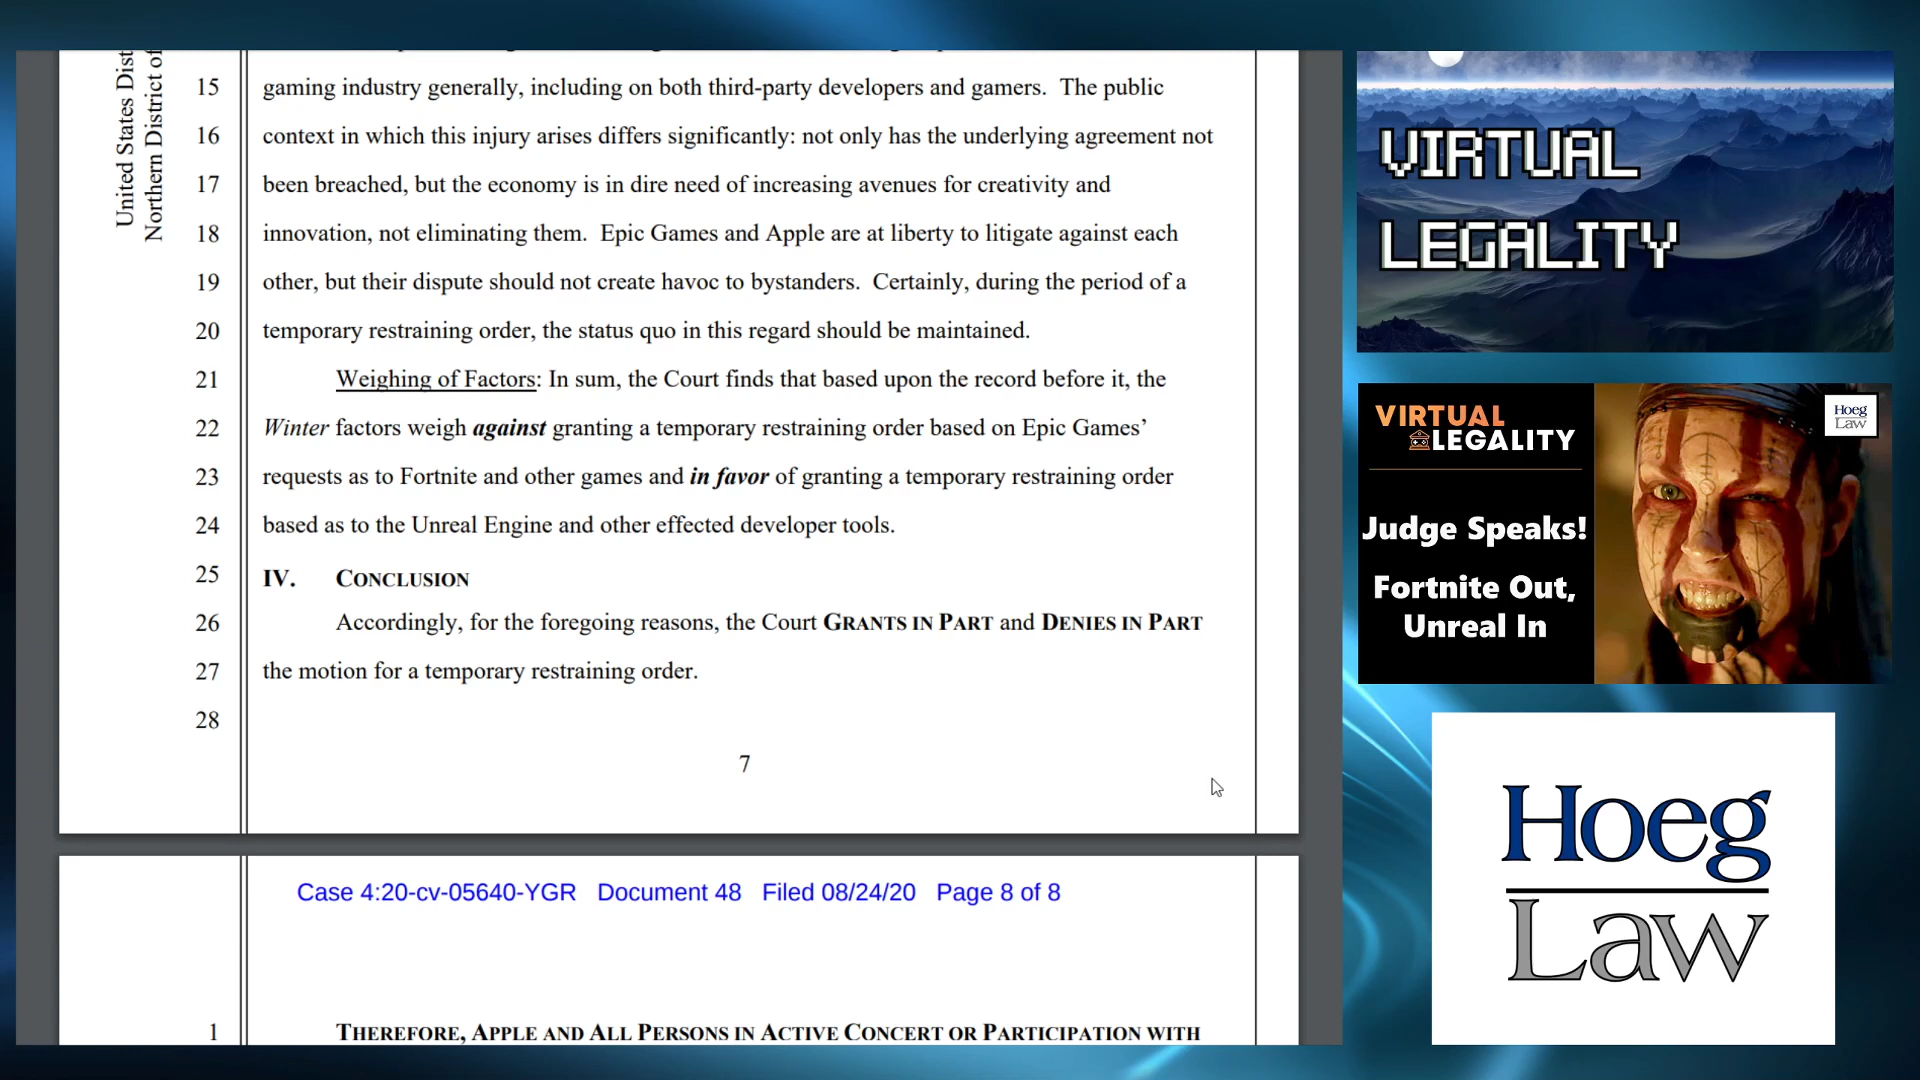 United States Dist
Northern District of
15 gaming industry generally, including on both third-party developers and gamers. The public
16 context in which this injury arises differs significantly: not only has the underlying agreement not
17 been breached, but the economy is in dire need of increasing avenues for creativity and
18 innovation, not eliminating them. Epic Games and Apple are at liberty to litigate against each
19 other, but their dispute should not create havoc to bystanders. Certainly, during the period of a
20 temporary restraining order, the status quo in this regard should be maintained.
21 Weighing of Factors: In sum, the Court finds that based upon the record before it, the
22 Winter factors weigh against granting a temporary restraining order based on Epic Games’
23 requests as to Fortnite and other games and in favor of granting a temporary restraining order
24 based as to the Unreal Engine and other effected developer tools.
25 IV. CONCLUSION
26 Accordingly, for the foregoing reasons, the Court GRANTS IN PART and DENIES IN PART
27 the motion for a temporary restraining order.
28
7
Case 4:20-cv-05640-YGR Document 48 Filed 08/24/20 Page 8 of 8
1 THEREFORE, APPLE AND ALL PERSONS IN ACTIVE CONCERT OR PARTICIPATION WITH
VIRTUAL
LEGALITY
VIRTUAL
LEGALITY
Hoeg
Law
Judge Speaks!
Fortnite Out,
Unreal In
Hoeg
Law